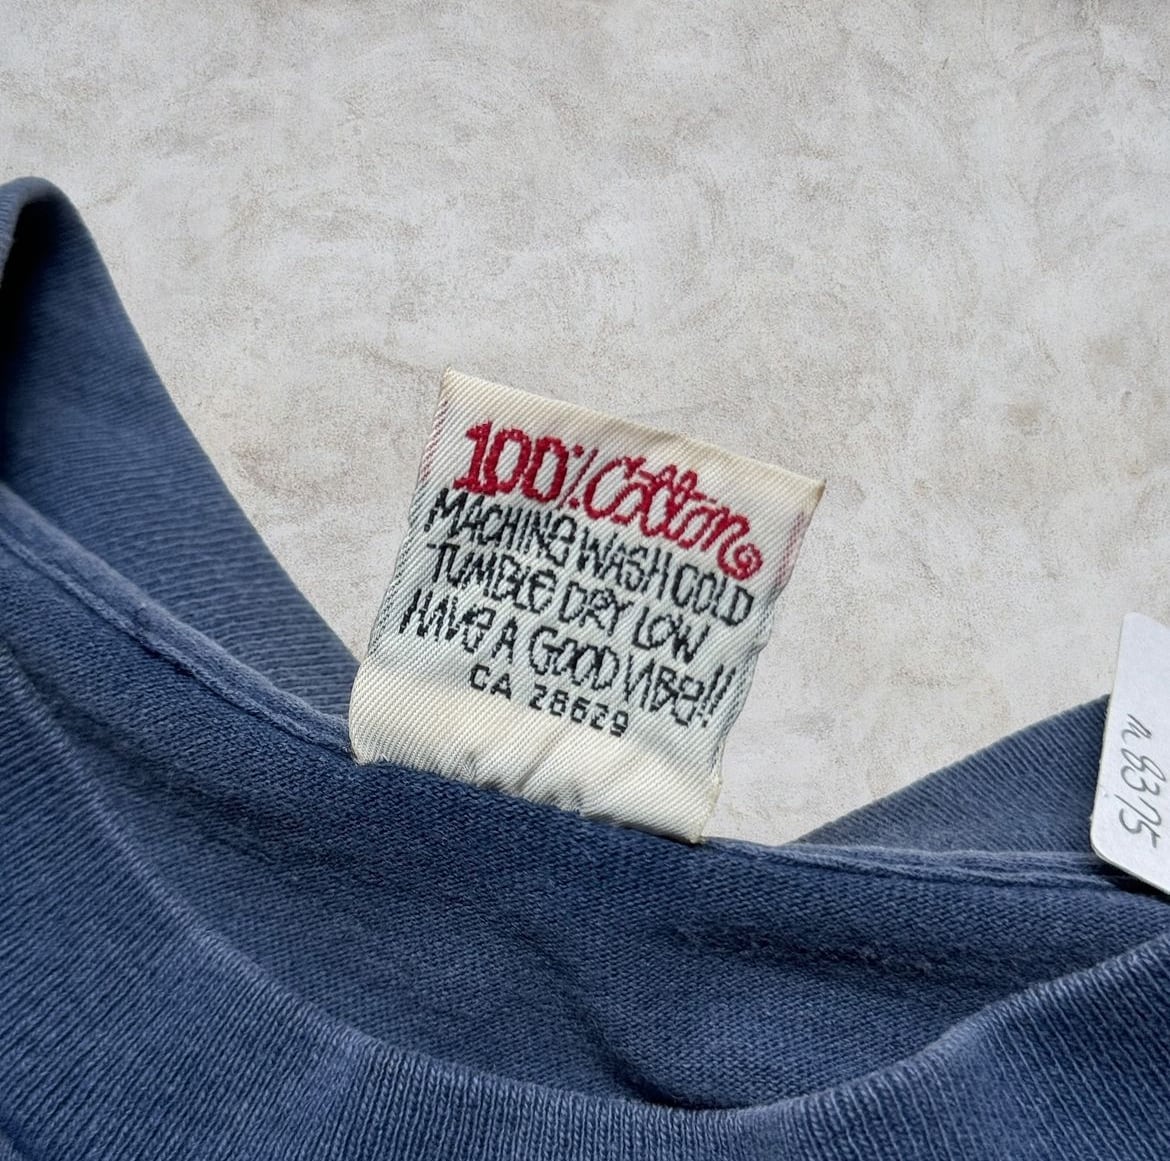 100% Cotton
MACHINE WASH COLD
TUMBLE DRY LOW
HAVE A GOOD VIBE!!
CA 28629